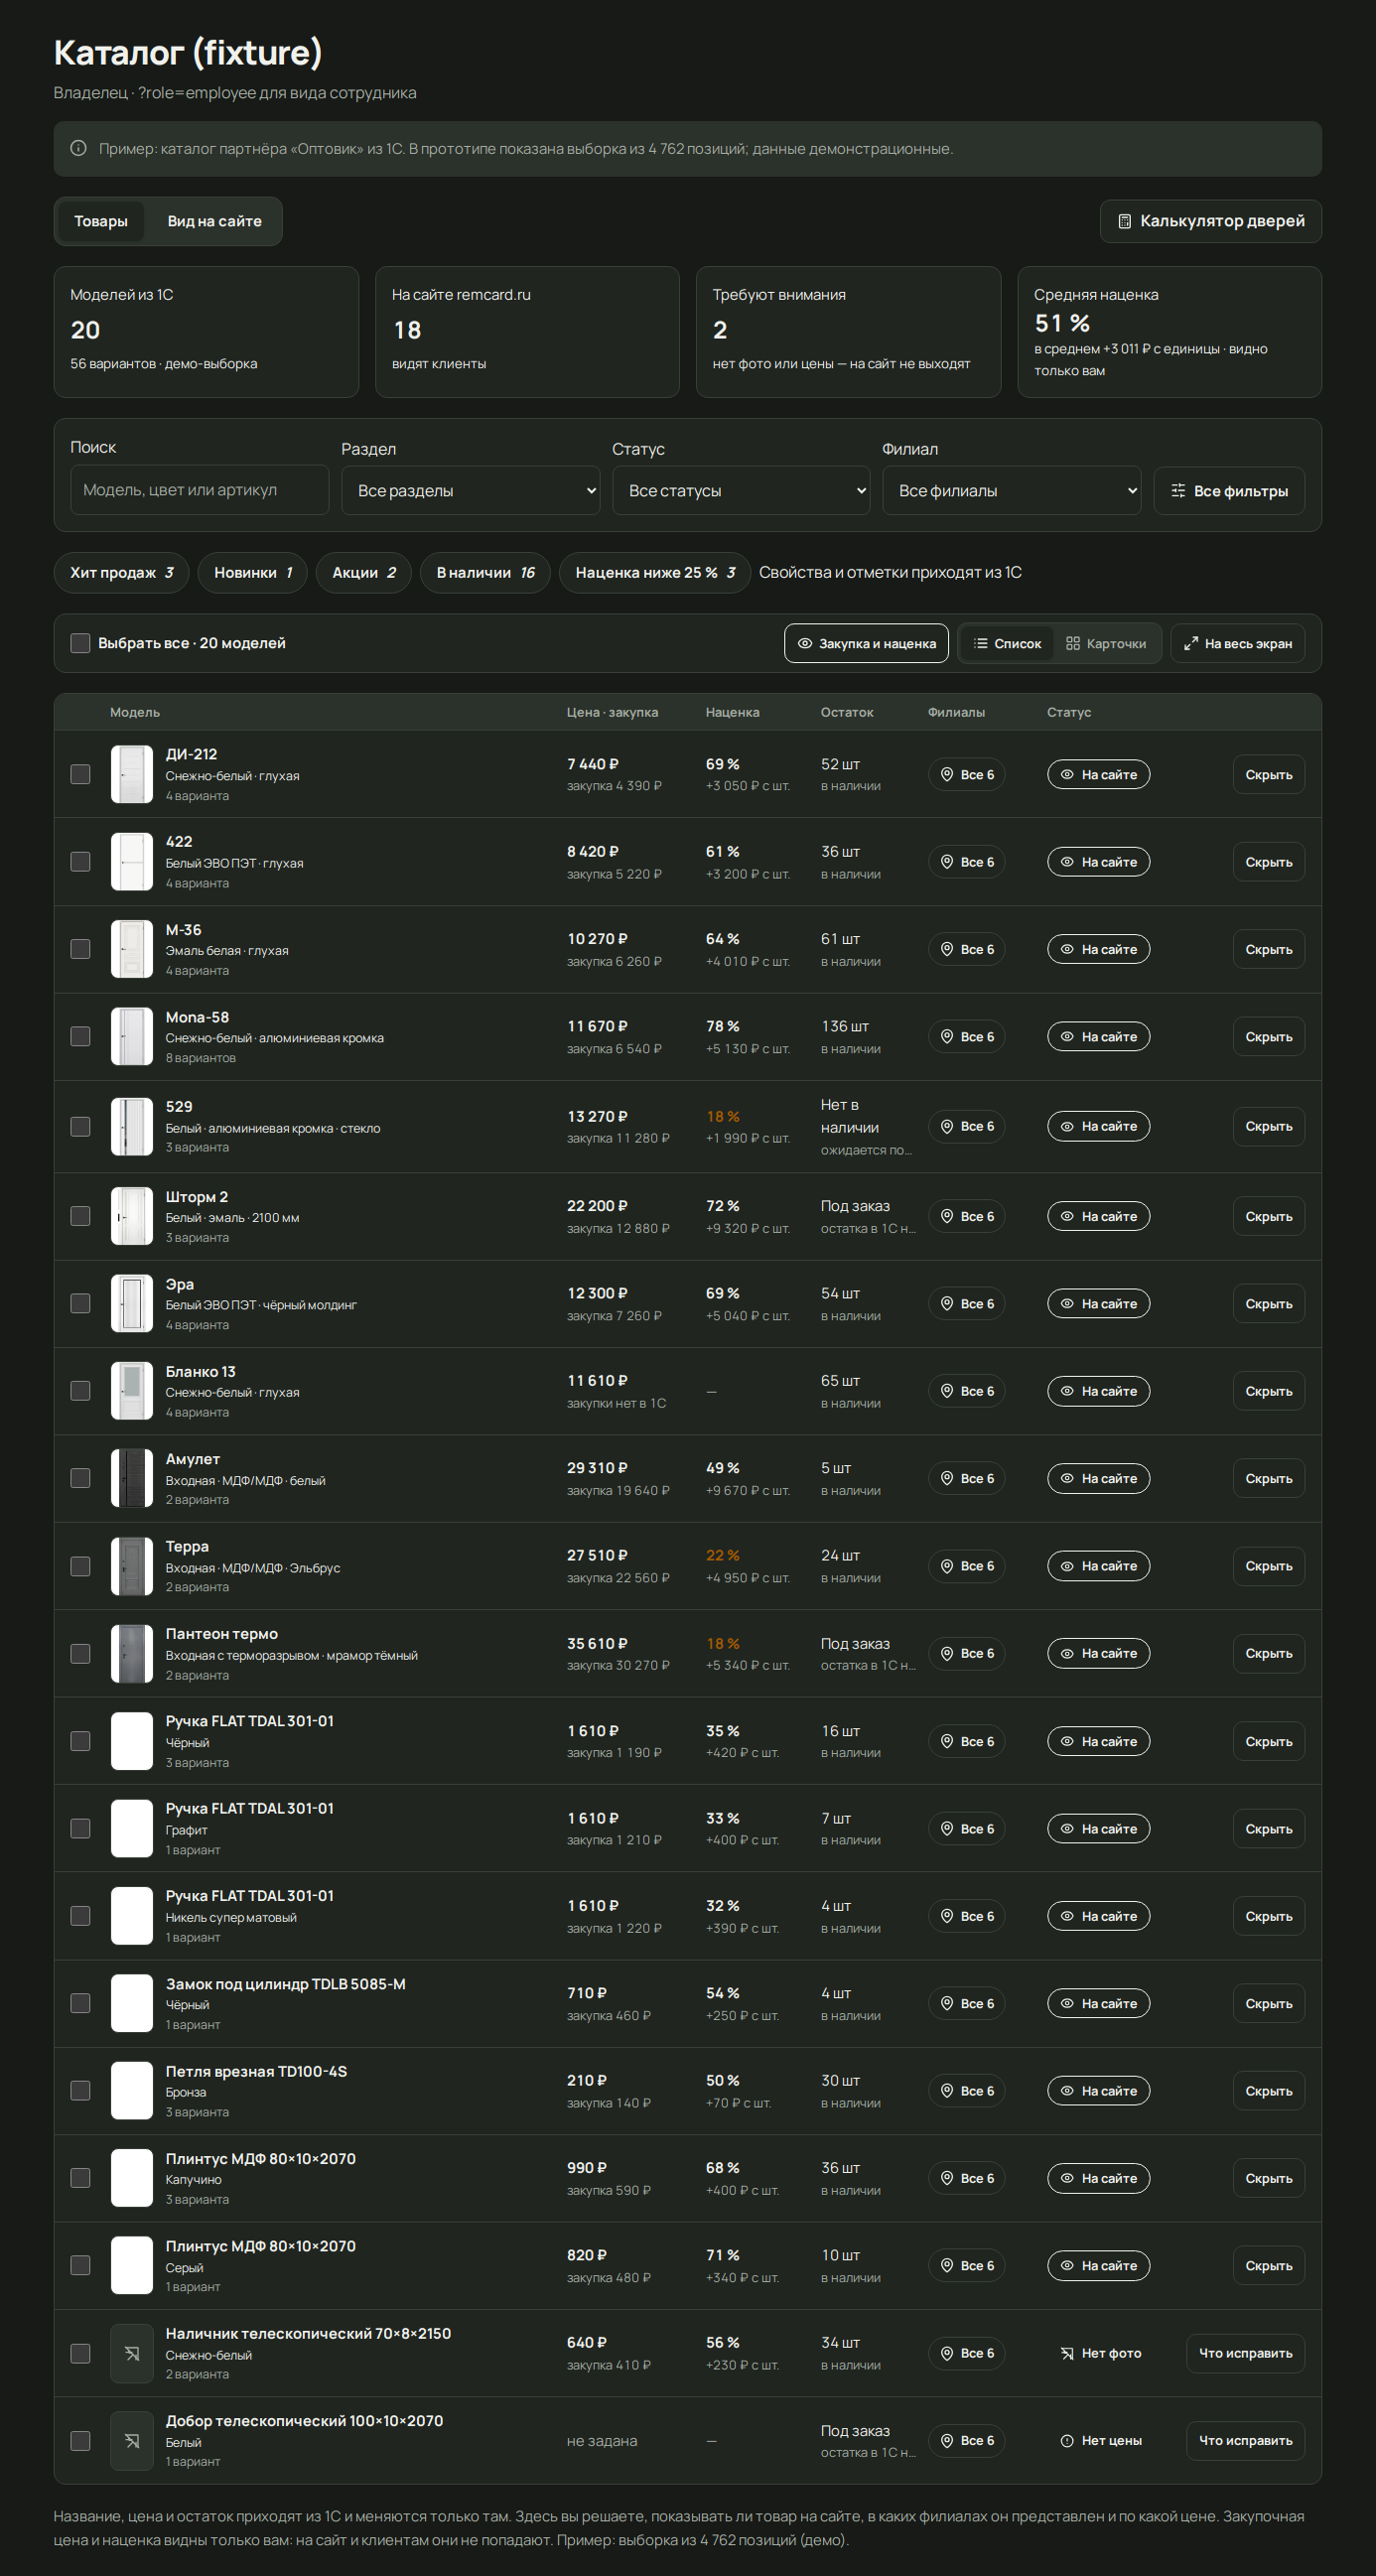 Каталог (fixture)
Владелец · ?role=employee для вида сотрудника
Пример: каталог партнёра «Оптовик» из 1С. В прототипе показана выборка из 4 762 позиций; данные демонстрационные.
Товары Вид на сайте Калькулятор дверей
Моделей из 1С
20
56 вариантов · демо-выборка
На сайте remcard.ru
18
видят клиенты
Требуют внимания
2
нет фото или цены — на сайт не выходят
Средняя наценка
51 %
в среднем +3 011 ₽ с единицы · видно
только вам
Поиск Раздел Статус Филиал
Модель, цвет или артикул Все разделы Все статусы Все филиалы Все фильтры
Хит продаж 3 Новинки 1 Акции 2 В наличии 16 Наценка ниже 25 % 3 Свойства и отметки приходят из 1С
Выбрать все · 20 моделей Закупка и наценка Список Карточки На весь экран
Модель Цена · закупка Наценка Остаток Филиалы Статус
ДИ-212
Снежно-белый · глухая
4 варианта
7 440 ₽
закупка 4 390 ₽
69 %
+3 050 ₽ с шт.
52 шт
в наличии
Все 6 На сайте Скрыть
422
Белый ЭВО ПЭТ · глухая
4 варианта
8 420 ₽
закупка 5 220 ₽
61 %
+3 200 ₽ с шт.
36 шт
в наличии
Все 6 На сайте Скрыть
М-36
Эмаль белая · глухая
4 варианта
10 270 ₽
закупка 6 260 ₽
64 %
+4 010 ₽ с шт.
61 шт
в наличии
Все 6 На сайте Скрыть
Mona-58
Снежно-белый · алюминиевая кромка
8 вариантов
11 670 ₽
закупка 6 540 ₽
78 %
+5 130 ₽ с шт.
136 шт
в наличии
Все 6 На сайте Скрыть
529
Белый · алюминиевая кромка · стекло
3 варианта
13 270 ₽
закупка 11 280 ₽
18 %
+1 990 ₽ с шт.
Нет в
наличии
ожидается по…
Все 6 На сайте Скрыть
Шторм 2
Белый · эмаль · 2100 мм
3 варианта
22 200 ₽
закупка 12 880 ₽
72 %
+9 320 ₽ с шт.
Под заказ
остатка в 1С н…
Все 6 На сайте Скрыть
Эра
Белый ЭВО ПЭТ · чёрный молдинг
4 варианта
12 300 ₽
закупка 7 260 ₽
69 %
+5 040 ₽ с шт.
54 шт
в наличии
Все 6 На сайте Скрыть
Бланко 13
Снежно-белый · глухая
4 варианта
11 610 ₽
закупки нет в 1С
—
65 шт
в наличии
Все 6 На сайте Скрыть
Амулет
Входная · МДФ/МДФ · белый
2 варианта
29 310 ₽
закупка 19 640 ₽
49 %
+9 670 ₽ с шт.
5 шт
в наличии
Все 6 На сайте Скрыть
Терра
Входная · МДФ/МДФ · Эльбрус
2 варианта
27 510 ₽
закупка 22 560 ₽
22 %
+4 950 ₽ с шт.
24 шт
в наличии
Все 6 На сайте Скрыть
Пантеон термо
Входная с терморазрывом · мрамор тёмный
2 варианта
35 610 ₽
закупка 30 270 ₽
18 %
+5 340 ₽ с шт.
Под заказ
остатка в 1С н…
Все 6 На сайте Скрыть
Ручка FLAT TDAL 301-01
Чёрный
3 варианта
1 610 ₽
закупка 1 190 ₽
35 %
+420 ₽ с шт.
16 шт
в наличии
Все 6 На сайте Скрыть
Ручка FLAT TDAL 301-01
Графит
1 вариант
1 610 ₽
закупка 1 210 ₽
33 %
+400 ₽ с шт.
7 шт
в наличии
Все 6 На сайте Скрыть
Ручка FLAT TDAL 301-01
Никель супер матовый
1 вариант
1 610 ₽
закупка 1 220 ₽
32 %
+390 ₽ с шт.
4 шт
в наличии
Все 6 На сайте Скрыть
Замок под цилиндр TDLB 5085-M
Чёрный
1 вариант
710 ₽
закупка 460 ₽
54 %
+250 ₽ с шт.
4 шт
в наличии
Все 6 На сайте Скрыть
Петля врезная TD100-4S
Бронза
3 варианта
210 ₽
закупка 140 ₽
50 %
+70 ₽ с шт.
30 шт
в наличии
Все 6 На сайте Скрыть
Плинтус МДФ 80×10×2070
Капучино
3 варианта
990 ₽
закупка 590 ₽
68 %
+400 ₽ с шт.
36 шт
в наличии
Все 6 На сайте Скрыть
Плинтус МДФ 80×10×2070
Серый
1 вариант
820 ₽
закупка 480 ₽
71 %
+340 ₽ с шт.
10 шт
в наличии
Все 6 На сайте Скрыть
Наличник телескопический 70×8×2150
Снежно-белый
2 варианта
640 ₽
закупка 410 ₽
56 %
+230 ₽ с шт.
34 шт
в наличии
Все 6 Нет фото Что исправить
Добор телескопический 100×10×2070
Белый
1 вариант
не задана
—
Под заказ
остатка в 1С н…
Все 6 Нет цены Что исправить
Название, цена и остаток приходят из 1С и меняются только там. Здесь вы решаете, показывать ли товар на сайте, в каких филиалах он представлен и по какой цене. Закупочная
цена и наценка видны только вам: на сайт и клиентам они не попадают. Пример: выборка из 4 762 позиций (демо).